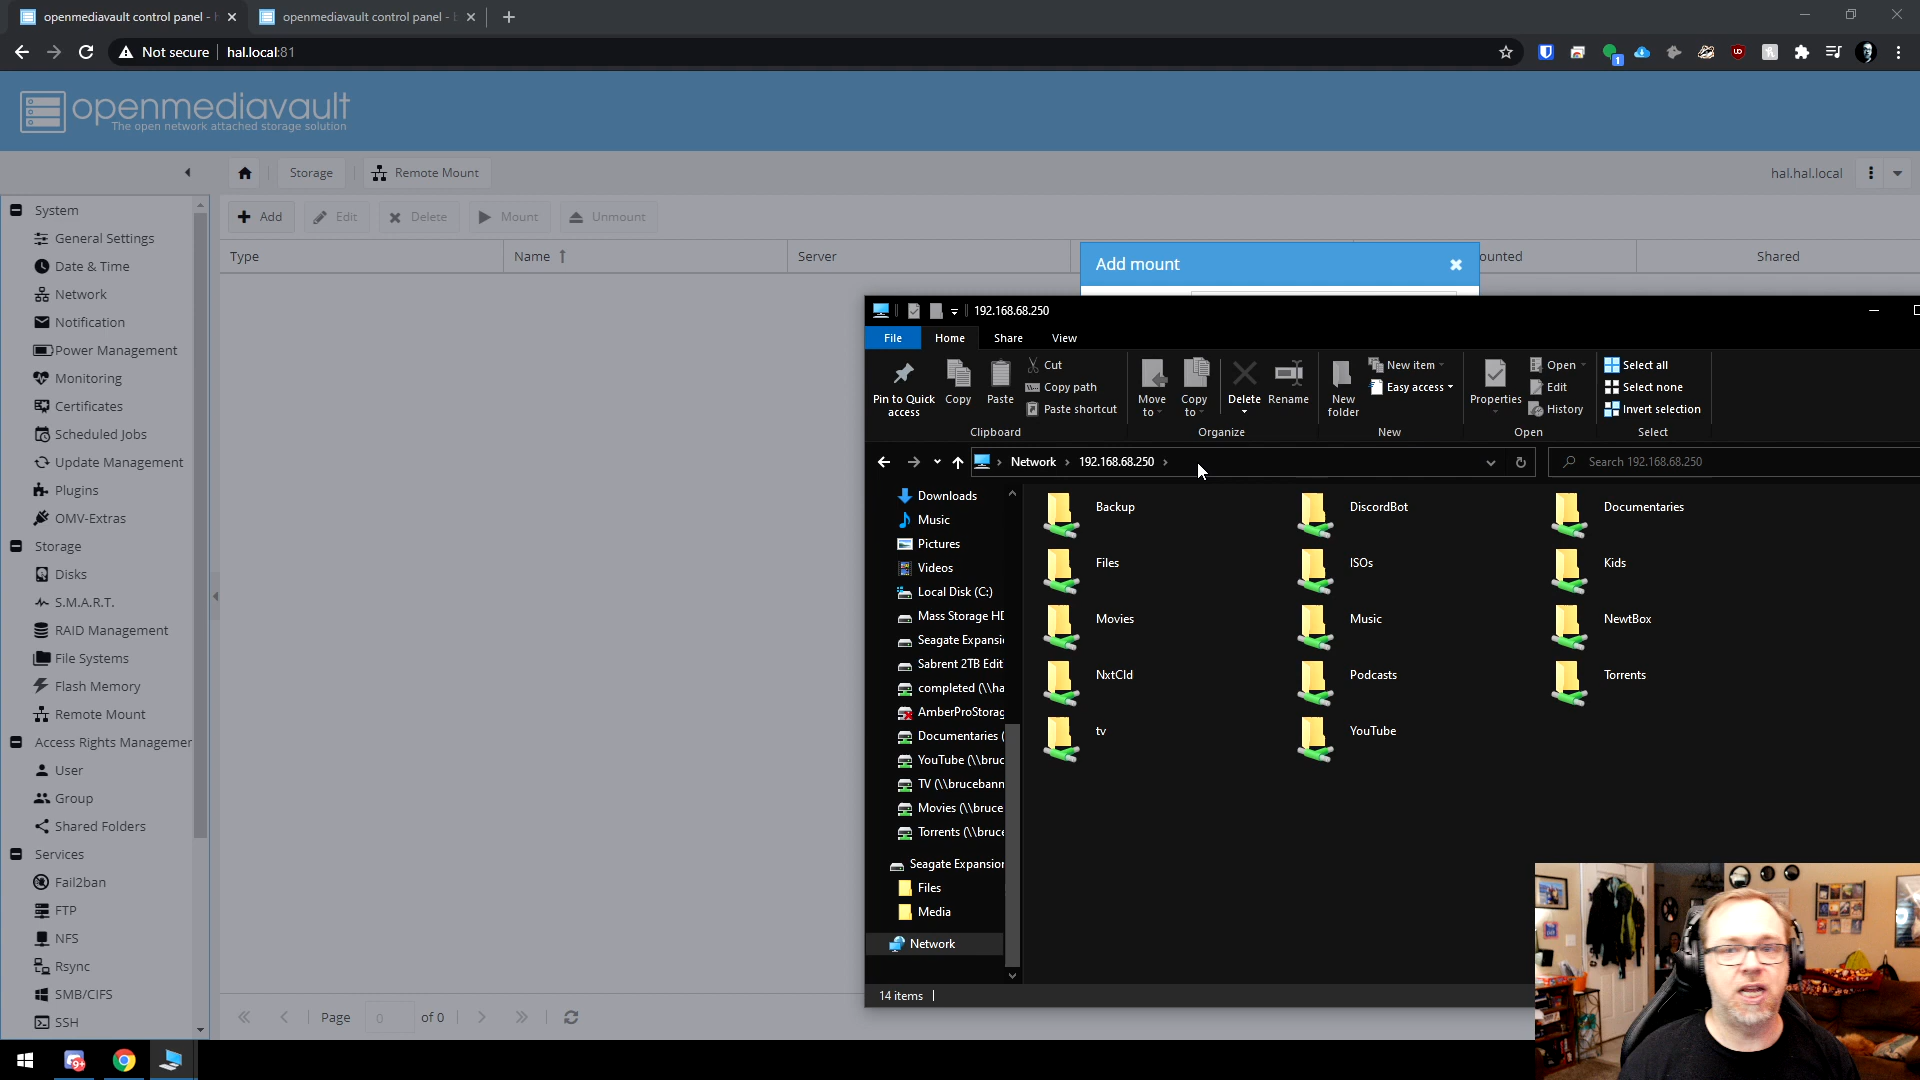 openmediavault control panel - h
openmediavault control panel - b
Not secure
hal.local:81
1
openmediavault
The open network attached storage solution
Storage
Remote Mount
hal.hal.local
System
General Settings
Date & Time
Network
Notification
Power Management
Monitoring
Certificates
Scheduled Jobs
Update Management
Plugins
OMV-Extras
Storage
Disks
S.M.A.R.T.
RAID Management
File Systems
Flash Memory
Remote Mount
Access Rights Managemer
User
Group
Shared Folders
Services
Fail2ban
FTP
NFS
Rsync
SMB/CIFS
SSH
Add
Edit
Delete
Mount
Unmount
Type
Name
Server
ounted
Shared
Add mount
192.168.68.250
File
Home
Share
View
Pin to Quick
access
Copy
Paste
Cut
Copy path
Paste shortcut
Move
to
Copy
to
Delete
Rename
New
folder
New item
Easy access
Properties
Open
Edit
History
Select all
Select none
Invert selection
Clipboard
Organize
New
Open
Select
Network
192.168.68.250
Search 192.168.68.250
Downloads
Music
Pictures
Videos
Local Disk (C:)
Mass Storage HD
Seagate Expansi
Sabrent 2TB Edit
completed (\\ha
AmberProStorag
Documentaries (
YouTube (\\bruc
TV (\\brucebann
Movies (\\bruce
Torrents (\\bruce
Seagate Expansion
Files
Media
Network
Backup
DiscordBot
Documentaries
Files
ISOs
Kids
Movies
Music
NewtBox
NxtCld
Podcasts
Torrents
tv
YouTube
14 items
Page
0
of 0
9+